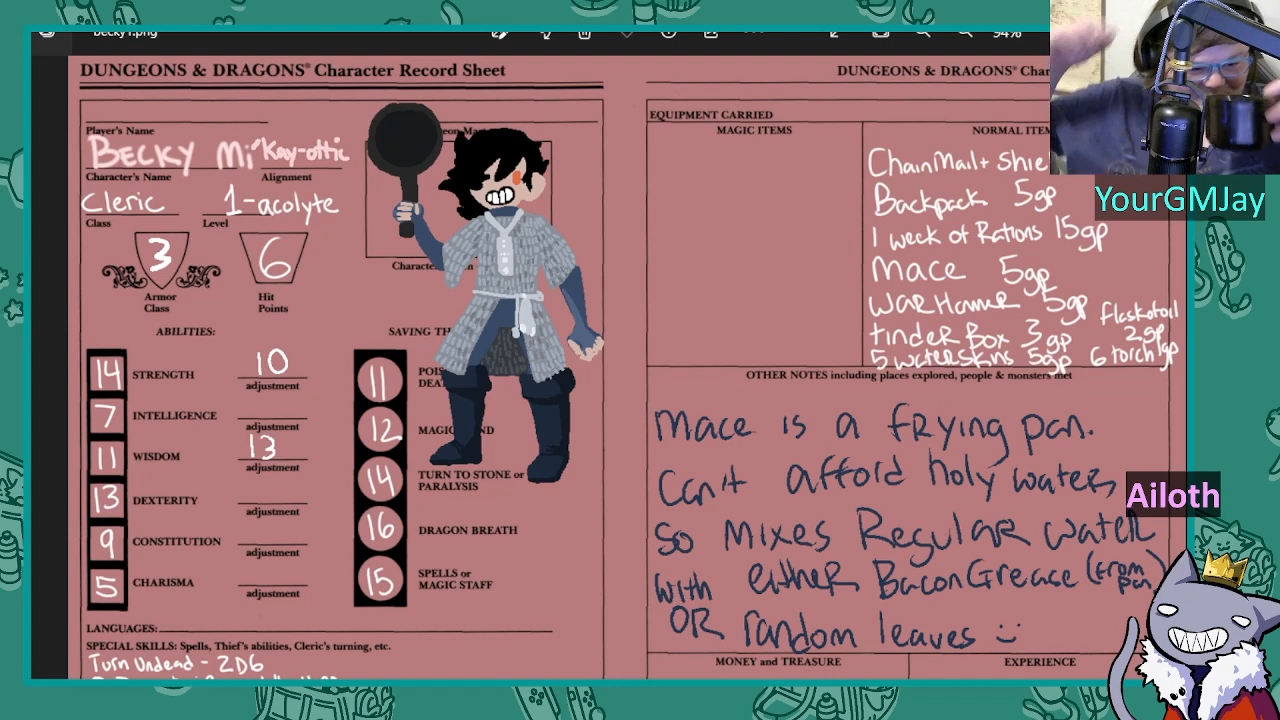 becky1.png
94%
DUNGEONS & DRAGONS® Character Record Sheet
Player's Name
BECKY Mi'Kay-ottic
Character's Name Alignment
Cleric 1-acolyte
Class Level
3 6
Armor Class
Hit Points
ABILITIES:
14 STRENGTH 10 adjustment
7 INTELLIGENCE adjustment
11 WISDOM 13 adjustment
13 DEXTERITY adjustment
9 CONSTITUTION adjustment
5 CHARISMA adjustment
SAVING TH
11
12 MAGIC
14 TURN TO STONE or PARALYSIS
16 DRAGON BREATH
15 SPELLS or MAGIC STAFF
LANGUAGES:
SPECIAL SKILLS: Spells, Thief's abilities, Cleric's turning, etc.
Turn Undead - 2D6
DUNGEONS & DRAGONS® Char
EQUIPMENT CARRIED
MAGIC ITEMS NORMAL ITEM
ChainMail + Shie
Backpack 5gp
1 week of Rations 15gp
Mace 5gp
WarHamer 5gp
flask of oil 2gp
tinder Box 3gp
5 waterskins 5gp 6 torch 1gp
OTHER NOTES including places explored, people & monsters met
Mace is a frying pan.
Can't afford holy water,
so Mixes Regular water
with either Bacon Grease (from pan)
OR random leaves
MONEY and TREASURE EXPERIENCE
YourGMJay
Ailoth